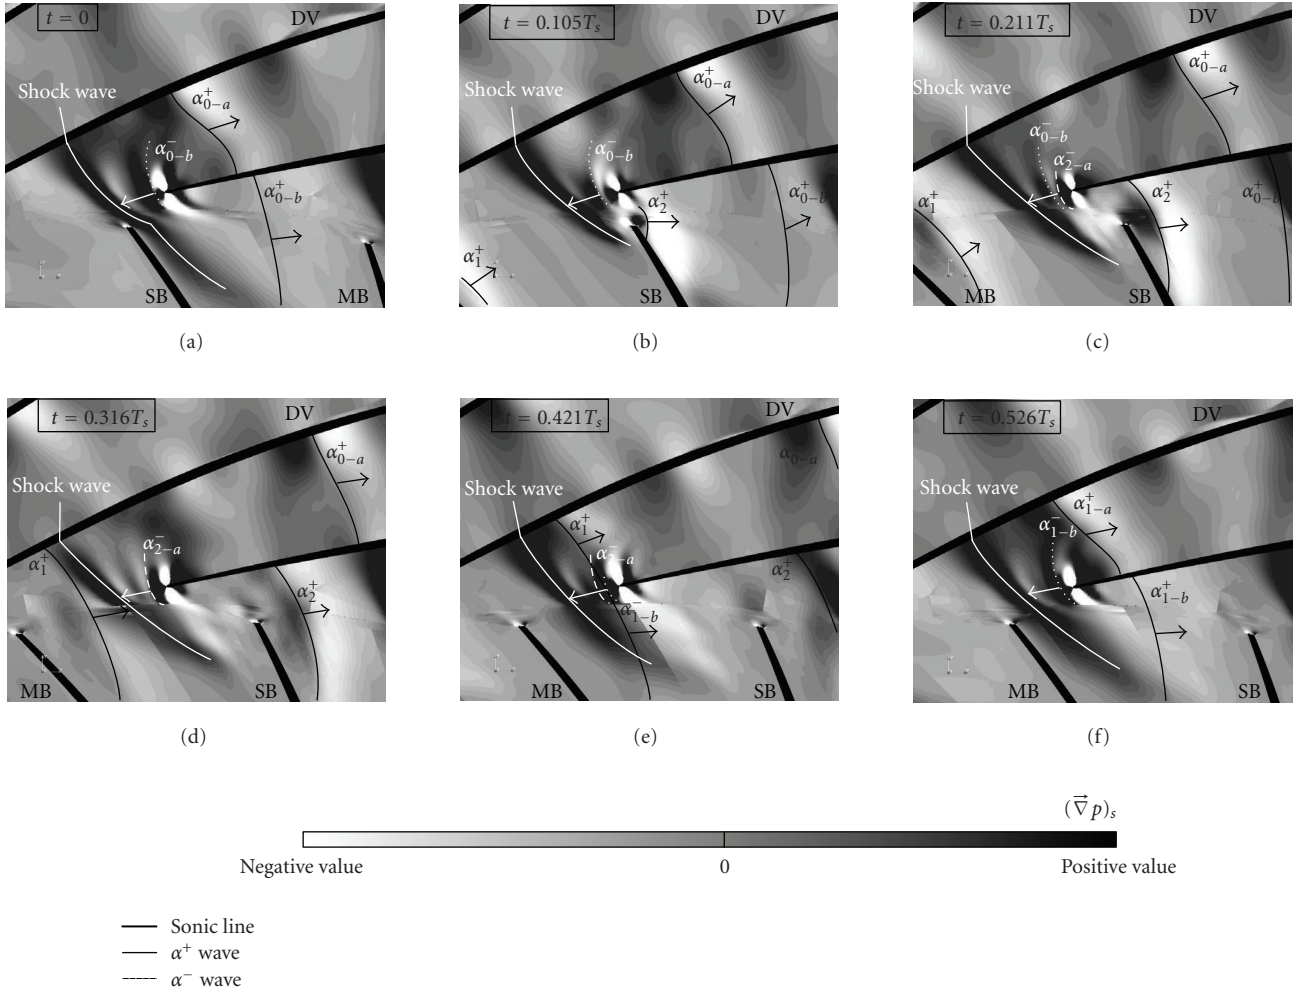 t = 0
DV
Shock wave
α⁺₀₋ₐ
α⁻₀₋b
α⁺₀₋b
SB
MB
(a)
t = 0.105Tₛ
DV
α⁺₀₋ₐ
α⁻₀₋b
α⁺₂
α⁺₀₋b
α⁺₁
SB
(b)
t = 0.211Tₛ
DV
Shock wave
α⁺₀₋ₐ
α⁻₀₋b
α⁻₂₋ₐ
α⁺₁
α⁺₂
α⁺₀₋b
MB
SB
(c)
t = 0.316Tₛ
DV
α⁺₀₋ₐ
Shock wave
α⁻₂₋ₐ
α⁺₁
α⁺₂
MB
SB
(d)
t = 0.421Tₛ
DV
α⁺₀₋ₐ
Shock wave
α⁺₁
α⁻₂₋ₐ
α⁺₂
α⁺₁₋b
MB
SB
(e)
t = 0.526Tₛ
DV
Shock wave
α⁺₁₋ₐ
α⁻₁₋b
α⁺₁₋b
MB
SB
(f)
(∇⃗ p)ₛ
Negative value
0
Positive value
Sonic line
α⁺ wave
α⁻ wave